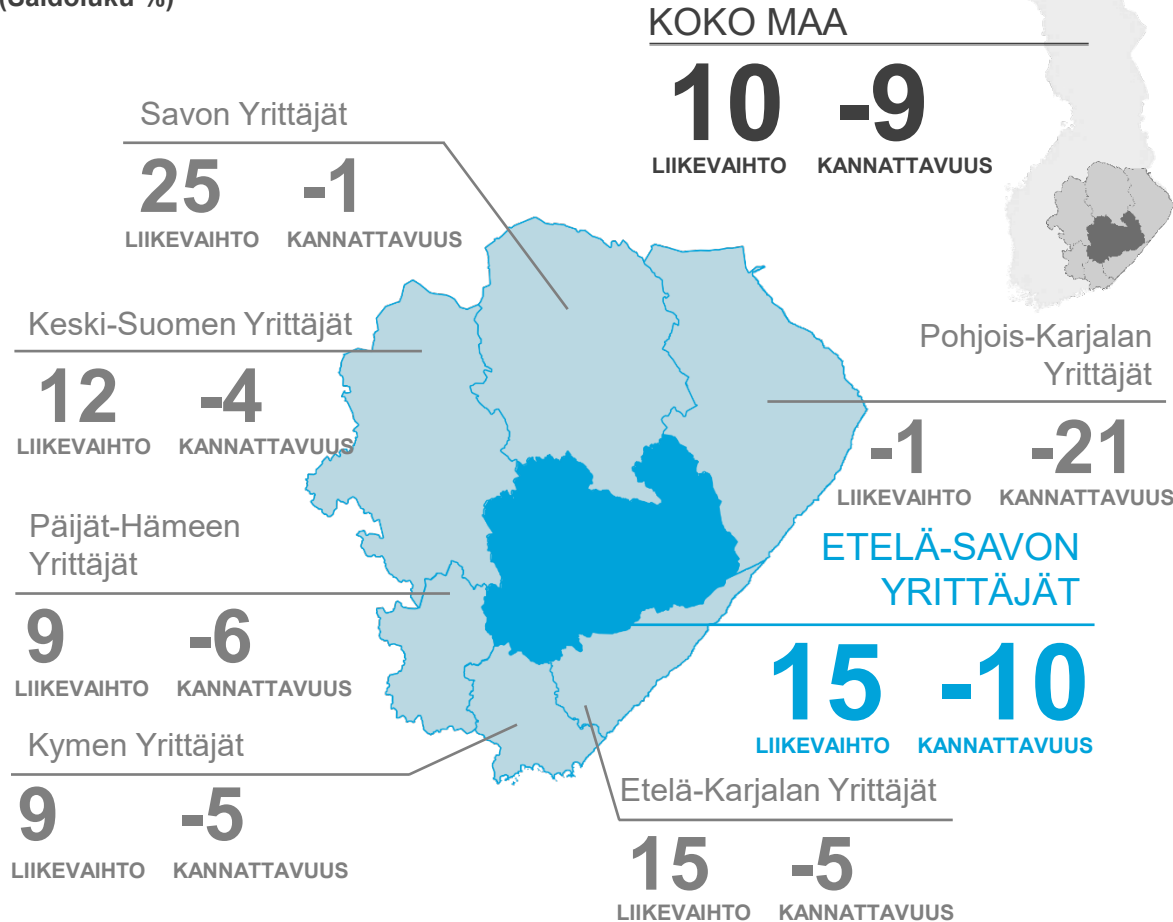 (Saldoluku %)
KOKO MAA
10 -9
LIIKEVAIHTO KANNATTAVUUS
Savon Yrittäjät
25 -1
LIIKEVAIHTO KANNATTAVUUS
Keski-Suomen Yrittäjät
12 -4
LIIKEVAIHTO KANNATTAVUUS
Pohjois-Karjalan
Yrittäjät
-1 -21
LIIKEVAIHTO KANNATTAVUUS
Päijät-Hämeen
Yrittäjät
9 -6
LIIKEVAIHTO KANNATTAVUUS
ETELÄ-SAVON
YRITTÄJÄT
15 -10
LIIKEVAIHTO KANNATTAVUUS
Kymen Yrittäjät
9 -5
LIIKEVAIHTO KANNATTAVUUS
Etelä-Karjalan Yrittäjät
15 -5
LIIKEVAIHTO KANNATTAVUUS